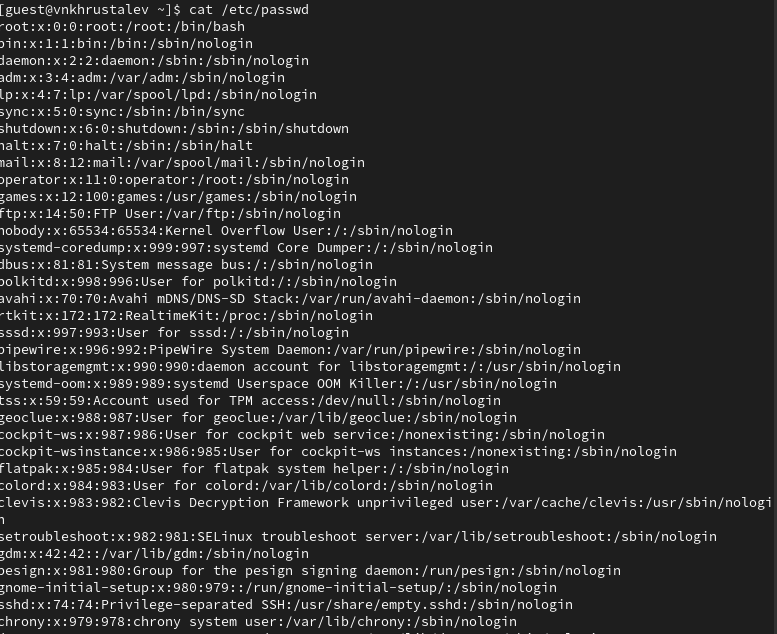 [guest@vnkhrustalev ~]$ cat /etc/passwd
root:x:0:0:root:/root:/bin/bash
bin:x:1:1:bin:/bin:/sbin/nologin
daemon:x:2:2:daemon:/sbin:/sbin/nologin
adm:x:3:4:adm:/var/adm:/sbin/nologin
lp:x:4:7:lp:/var/spool/lpd:/sbin/nologin
sync:x:5:0:sync:/sbin:/bin/sync
shutdown:x:6:0:shutdown:/sbin:/sbin/shutdown
halt:x:7:0:halt:/sbin:/sbin/halt
mail:x:8:12:mail:/var/spool/mail:/sbin/nologin
operator:x:11:0:operator:/root:/sbin/nologin
games:x:12:100:games:/usr/games:/sbin/nologin
ftp:x:14:50:FTP User:/var/ftp:/sbin/nologin
nobody:x:65534:65534:Kernel Overflow User:/:/sbin/nologin
systemd-coredump:x:999:997:systemd Core Dumper:/:/sbin/nologin
dbus:x:81:81:System message bus:/:/sbin/nologin
polkitd:x:998:996:User for polkitd:/:/sbin/nologin
avahi:x:70:70:Avahi mDNS/DNS-SD Stack:/var/run/avahi-daemon:/sbin/nologin
rtkit:x:172:172:RealtimeKit:/proc:/sbin/nologin
sssd:x:997:993:User for sssd:/:/sbin/nologin
pipewire:x:996:992:PipeWire System Daemon:/var/run/pipewire:/sbin/nologin
libstoragemgmt:x:990:990:daemon account for libstoragemgmt:/:/usr/sbin/nologin
systemd-oom:x:989:989:systemd Userspace OOM Killer:/:/usr/sbin/nologin
tss:x:59:59:Account used for TPM access:/dev/null:/sbin/nologin
geoclue:x:988:987:User for geoclue:/var/lib/geoclue:/sbin/nologin
cockpit-ws:x:987:986:User for cockpit web service:/nonexisting:/sbin/nologin
cockpit-wsinstance:x:986:985:User for cockpit-ws instances:/nonexisting:/sbin/nologin
flatpak:x:985:984:User for flatpak system helper:/:/sbin/nologin
colord:x:984:983:User for colord:/var/lib/colord:/sbin/nologin
clevis:x:983:982:Clevis Decryption Framework unprivileged user:/var/cache/clevis:/usr/sbin/nologi
n
setroubleshoot:x:982:981:SELinux troubleshoot server:/var/lib/setroubleshoot:/sbin/nologin
gdm:x:42:42::/var/lib/gdm:/sbin/nologin
pesign:x:981:980:Group for the pesign signing daemon:/run/pesign:/sbin/nologin
gnome-initial-setup:x:980:979::/run/gnome-initial-setup/:/sbin/nologin
sshd:x:74:74:Privilege-separated SSH:/usr/share/empty.sshd:/sbin/nologin
chrony:x:979:978:chrony system user:/var/lib/chrony:/sbin/nologin